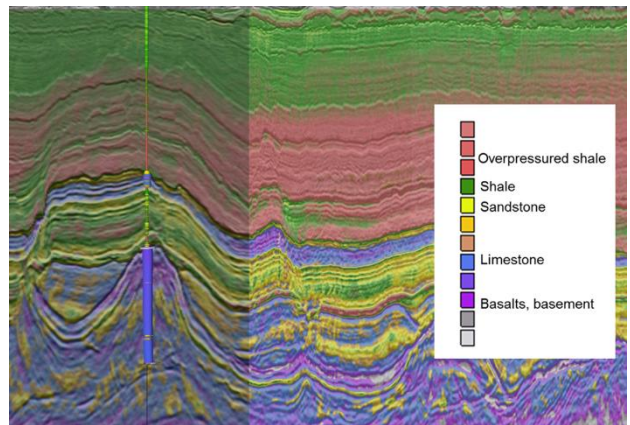 Overpressured shale
Shale
Sandstone
Limestone
Basalts, basement